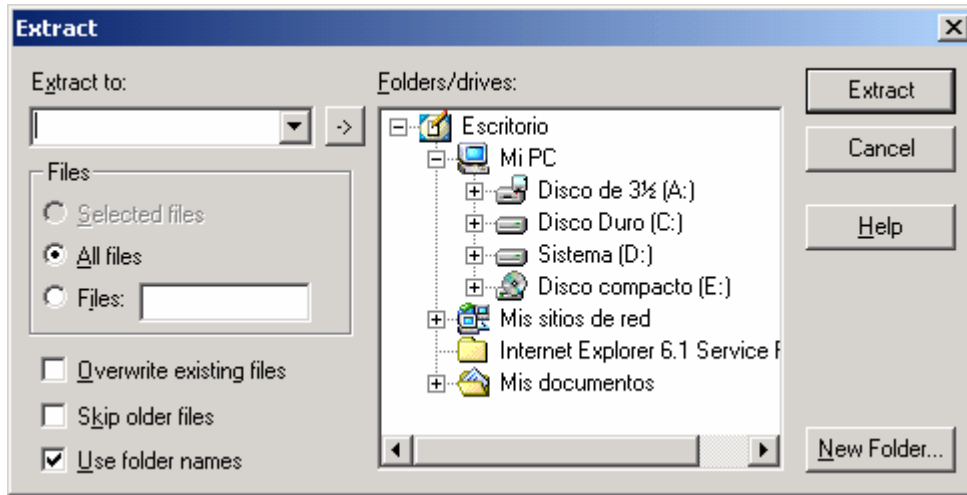 Extract
Extract to:
->
Files
Selected files
All files
Files:
Overwrite existing files
Skip older files
Use folder names
Folders/drives:
Escritorio
Mi PC
Disco de 3½ (A:)
Disco Duro (C:)
Sistema (D:)
Disco compacto (E:)
Mis sitios de red
Internet Explorer 6.1 Service
Mis documentos
Extract
Cancel
Help
New Folder...